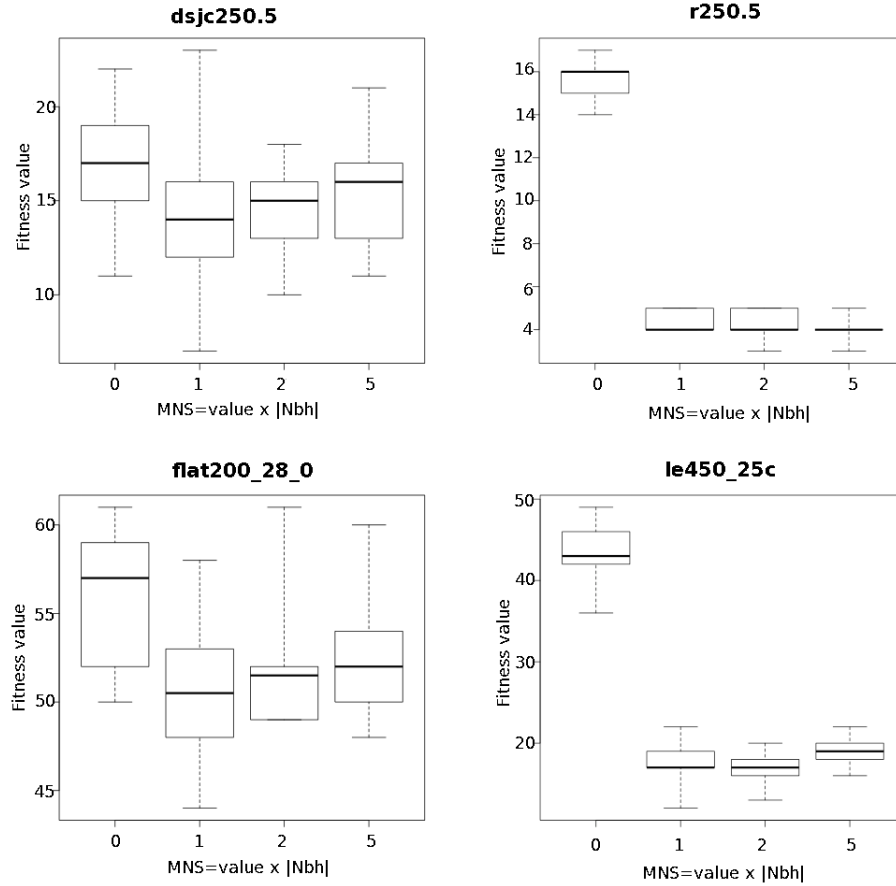 dsjc250.5
Fitness value
20
15
10
0 1 2 5
MNS=value x |Nbh|
r250.5
Fitness value
16
14
12
10
8
6
4
0 1 2 5
MNS=value x |Nbh|
flat200_28_0
Fitness value
60
55
50
45
0 1 2 5
MNS=value x |Nbh|
le450_25c
Fitness value
50
40
30
20
0 1 2 5
MNS=value x |Nbh|